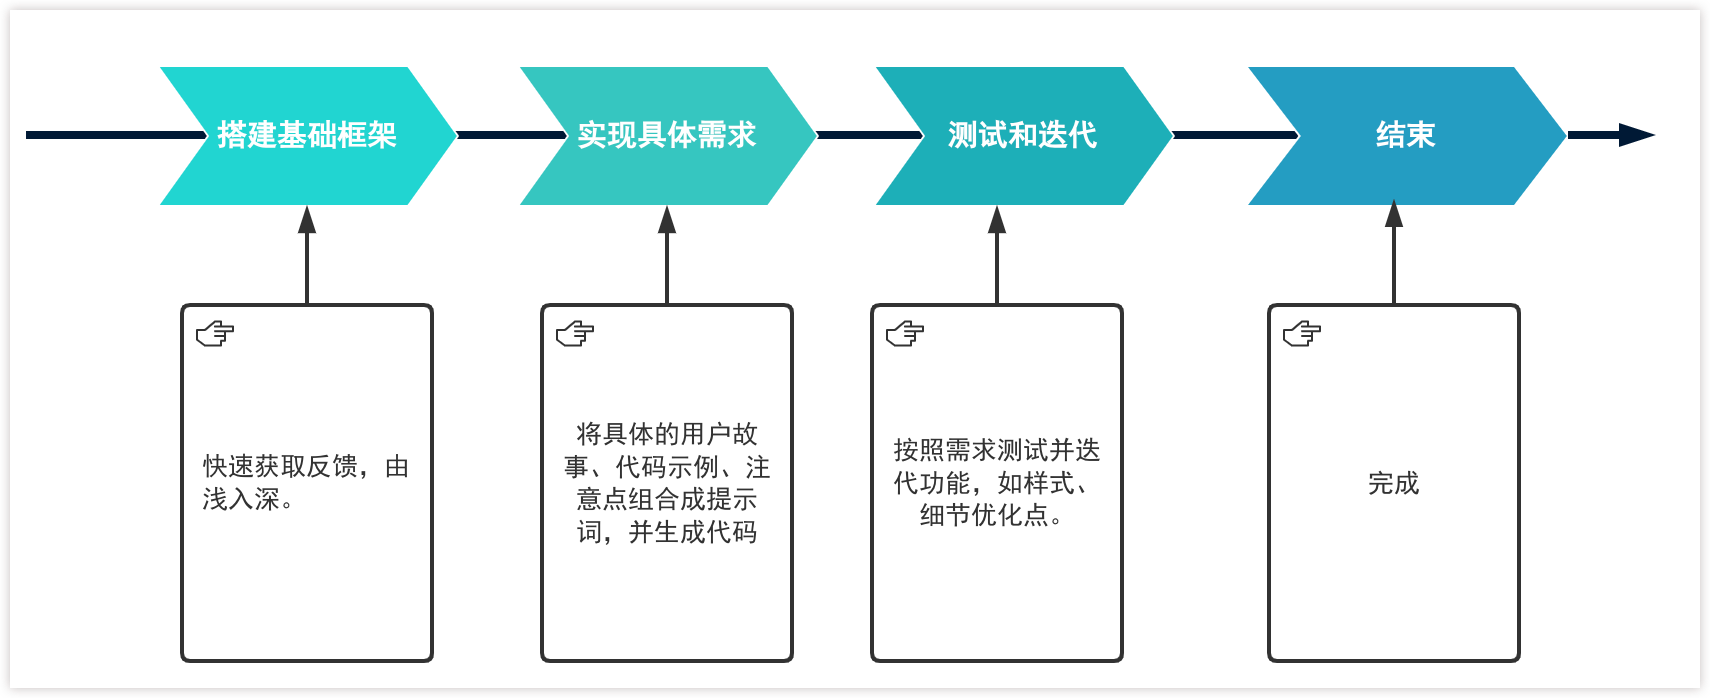 搭建基础框架
实现具体需求
测试和迭代
结束
快速获取反馈，由
浅入深。
将具体的用户故
事、代码示例、注
意点组合成提示
词，并生成代码
按照需求测试并迭
代功能，如样式、
细节优化点。
完成